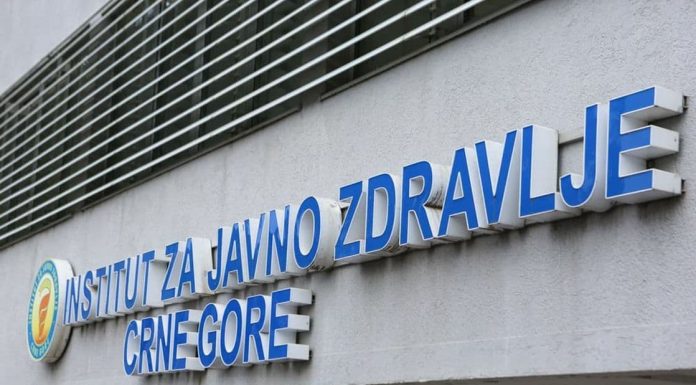 INSTITUT ZA JAVNO ZDRAVLJE
CRNE GORE